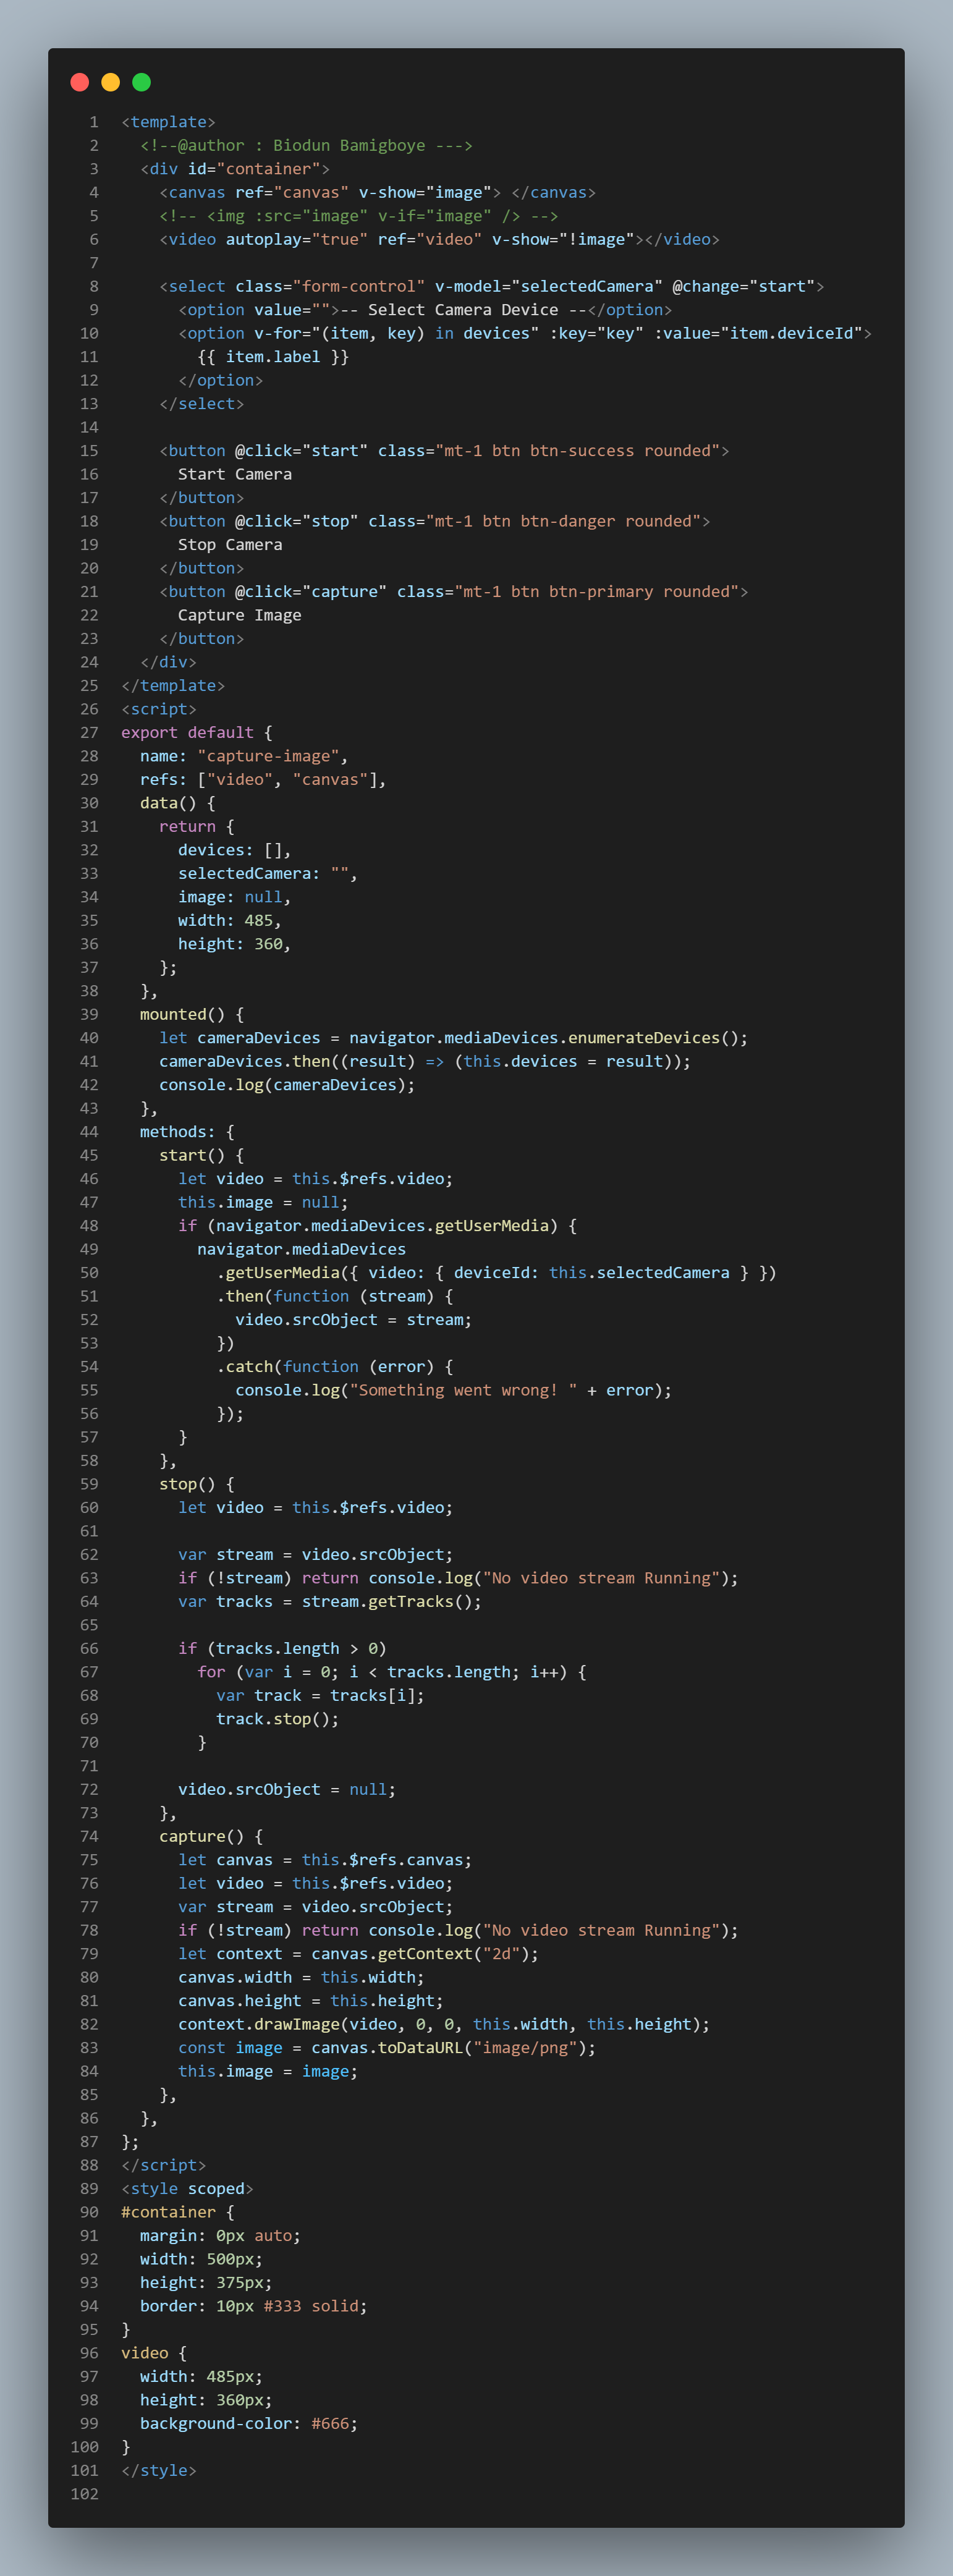 1 <template>
2   <!--@author : Biodun Bamigboye --->
3   <div id="container">
4     <canvas ref="canvas" v-show="image"> </canvas>
5     <!-- <img :src="image" v-if="image" /> -->
6     <video autoplay="true" ref="video" v-show="!image"></video>
7
8     <select class="form-control" v-model="selectedCamera" @change="start">
9       <option value="">-- Select Camera Device --</option>
10       <option v-for="(item, key) in devices" :key="key" :value="item.deviceId">
11         {{ item.label }}
12       </option>
13     </select>
14
15     <button @click="start" class="mt-1 btn btn-success rounded">
16       Start Camera
17     </button>
18     <button @click="stop" class="mt-1 btn btn-danger rounded">
19       Stop Camera
20     </button>
21     <button @click="capture" class="mt-1 btn btn-primary rounded">
22       Capture Image
23     </button>
24   </div>
25 </template>
26 <script>
27 export default {
28   name: "capture-image",
29   refs: ["video", "canvas"],
30   data() {
31     return {
32       devices: [],
33       selectedCamera: "",
34       image: null,
35       width: 485,
36       height: 360,
37     };
38   },
39   mounted() {
40     let cameraDevices = navigator.mediaDevices.enumerateDevices();
41     cameraDevices.then((result) => (this.devices = result));
42     console.log(cameraDevices);
43   },
44   methods: {
45     start() {
46       let video = this.$refs.video;
47       this.image = null;
48       if (navigator.mediaDevices.getUserMedia) {
49         navigator.mediaDevices
50           .getUserMedia({ video: { deviceId: this.selectedCamera } })
51           .then(function (stream) {
52             video.srcObject = stream;
53           })
54           .catch(function (error) {
55             console.log("Something went wrong! " + error);
56           });
57       }
58     },
59     stop() {
60       let video = this.$refs.video;
61
62       var stream = video.srcObject;
63       if (!stream) return console.log("No video stream Running");
64       var tracks = stream.getTracks();
65
66       if (tracks.length > 0)
67         for (var i = 0; i < tracks.length; i++) {
68           var track = tracks[i];
69           track.stop();
70         }
71
72       video.srcObject = null;
73     },
74     capture() {
75       let canvas = this.$refs.canvas;
76       let video = this.$refs.video;
77       var stream = video.srcObject;
78       if (!stream) return console.log("No video stream Running");
79       let context = canvas.getContext("2d");
80       canvas.width = this.width;
81       canvas.height = this.height;
82       context.drawImage(video, 0, 0, this.width, this.height);
83       const image = canvas.toDataURL("image/png");
84       this.image = image;
85     },
86   },
87 };
88 </script>
89 <style scoped>
90 #container {
91   margin: 0px auto;
92   width: 500px;
93   height: 375px;
94   border: 10px #333 solid;
95 }
96 video {
97   width: 485px;
98   height: 360px;
99   background-color: #666;
100 }
101 </style>
102